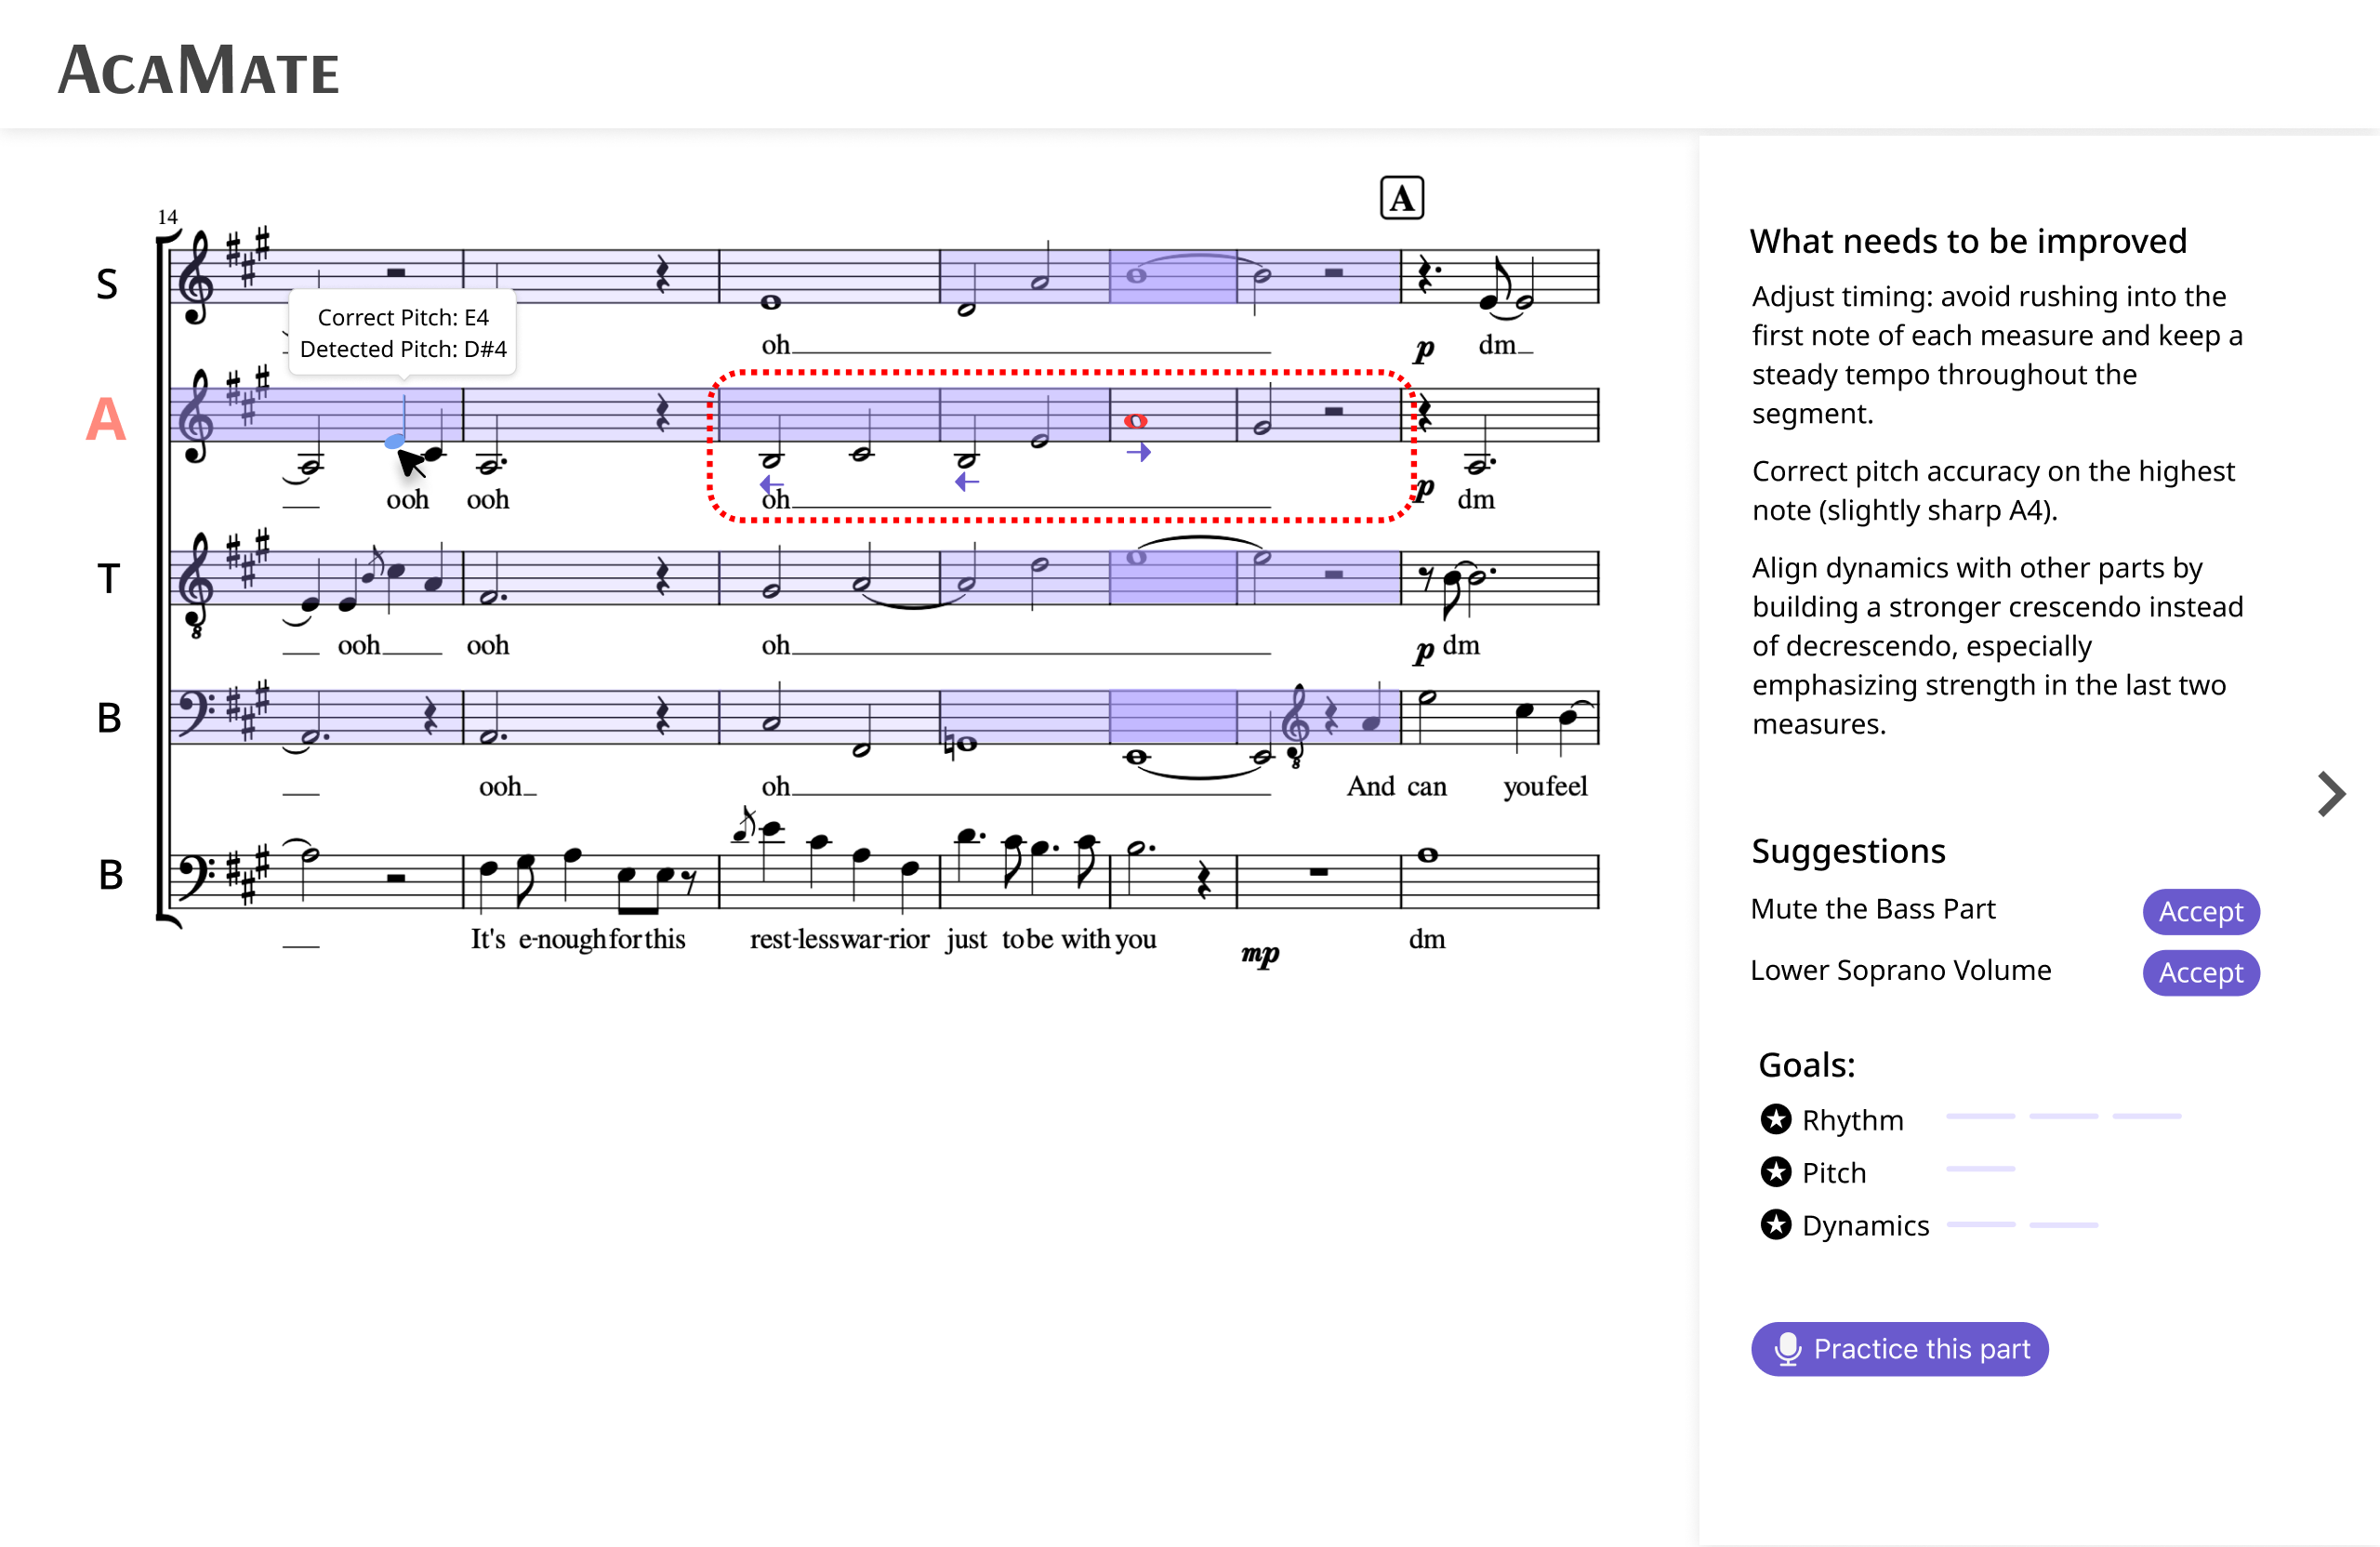 ACAMATE
A
14
S
Correct Pitch: E4
Detected Pitch: D#4
oh
p dm
A
ooh ooh oh p dm
T
8
ooh ooh oh p dm
B
8
ooh oh And can you feel
B
It's e-nough for this rest-less war-rior just to be with you mp dm
What needs to be improved
Adjust timing: avoid rushing into the
first note of each measure and keep a
steady tempo throughout the
segment.
Correct pitch accuracy on the highest
note (slightly sharp A4).
Align dynamics with other parts by
building a stronger crescendo instead
of decrescendo, especially
emphasizing strength in the last two
measures.
Suggestions
Mute the Bass Part Accept
Lower Soprano Volume Accept
Goals:
Rhythm
Pitch
Dynamics
Practice this part